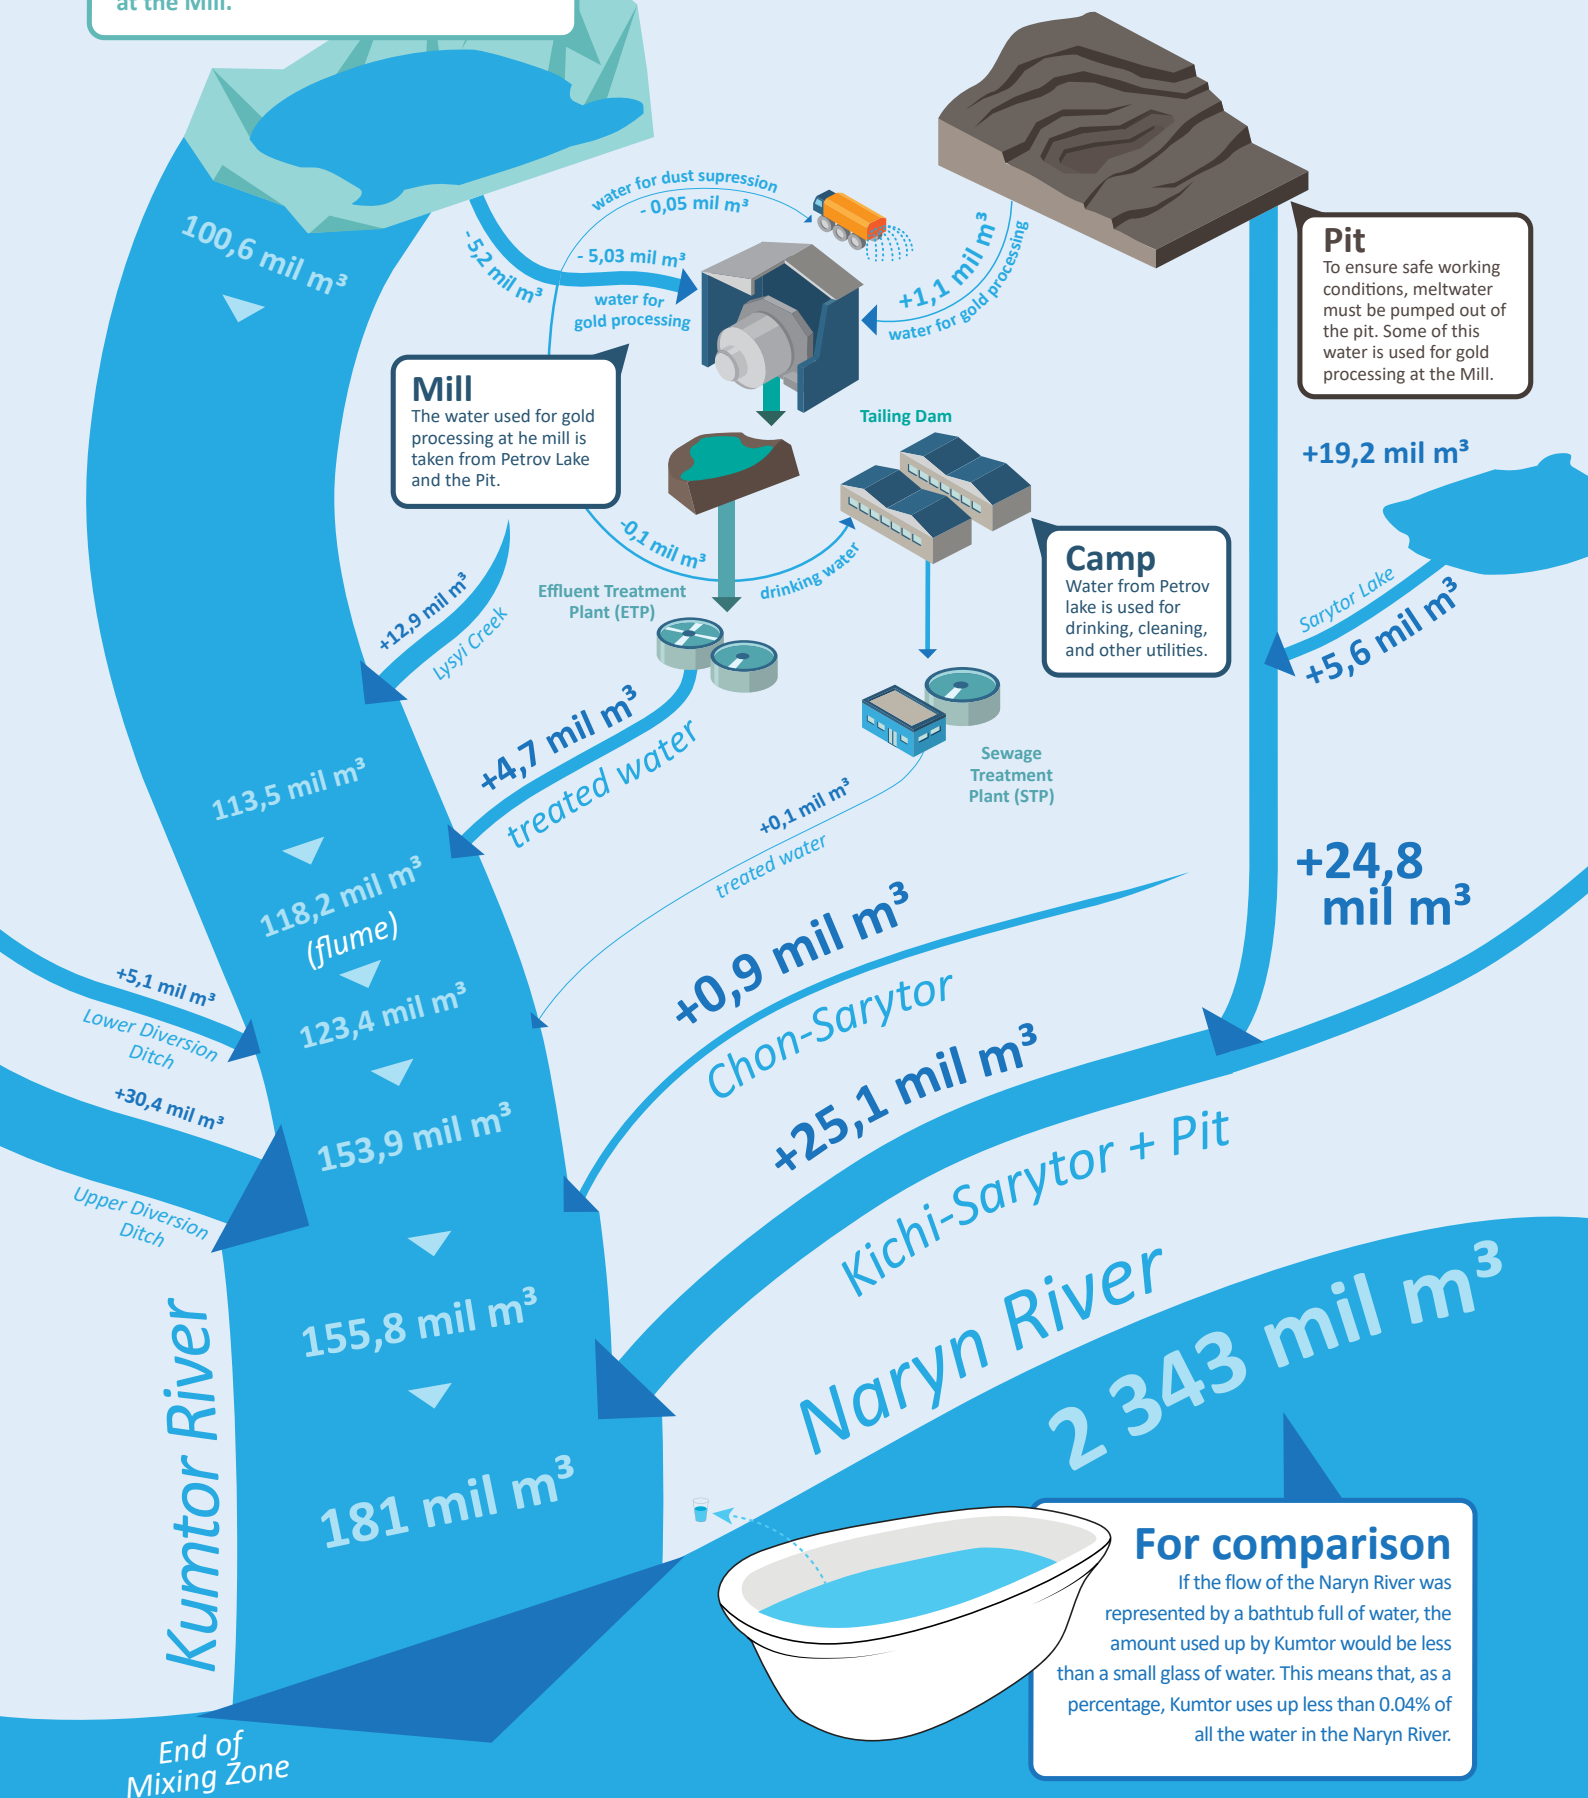 at the Mill.
100,6 mil m³
- 5,2 mil m³
water for dust supression
- 0,05 mil m³
- 5,03 mil m³
water for
gold processing
+1,1 mil m³
water for gold processing
Pit
To ensure safe working
conditions, meltwater
must be pumped out of
the pit. Some of this
water is used for gold
processing at the Mill.
Mill
The water used for gold
processing at he mill is
taken from Petrov Lake
and the Pit.
Tailing Dam
+19,2 mil m³
-0,1 mil m³
drinking water
Camp
Water from Petrov
lake is used for
drinking, cleaning,
and other utilities.
Effluent Treatment
Plant (ETP)
+12,9 mil m³
Lysyi Creek
Sarytor Lake
+5,6 mil m³
+4,7 mil m³
treated water
Sewage
Treatment
Plant (STP)
113,5 mil m³
+0,1 mil m³
treated water
118,2 mil m³
(flume)
+24,8
mil m³
+0,9 mil m³
Chon-Sarytor
+5,1 mil m³
Lower Diversion
Ditch
123,4 mil m³
+30,4 mil m³
Upper Diversion
Ditch
153,9 mil m³
+25,1 mil m³
Kichi-Sarytor + Pit
155,8 mil m³
Kumtor River
Naryn River
2 343 mil m³
181 mil m³
For comparison
If the flow of the Naryn River was
represented by a bathtub full of water, the
amount used up by Kumtor would be less
than a small glass of water. This means that, as a
percentage, Kumtor uses up less than 0.04% of
all the water in the Naryn River.
End of
Mixing Zone